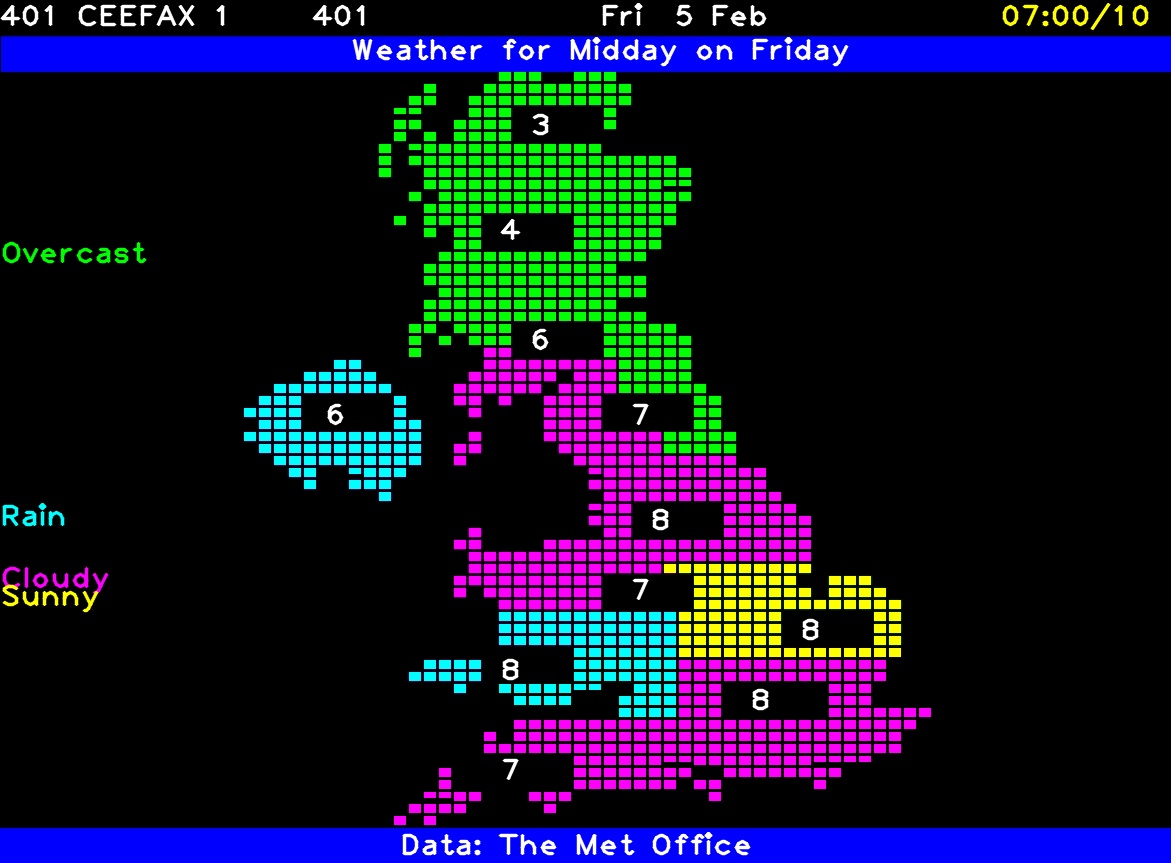 401 CEEFAX 1 401 Fri 5 Feb 07:00/10
Weather for Midday on Friday
3
4
Overcast
6
6
7
Rain
8
Cloudy
Sunny
7
8
8
8
7
Data: The Met Office